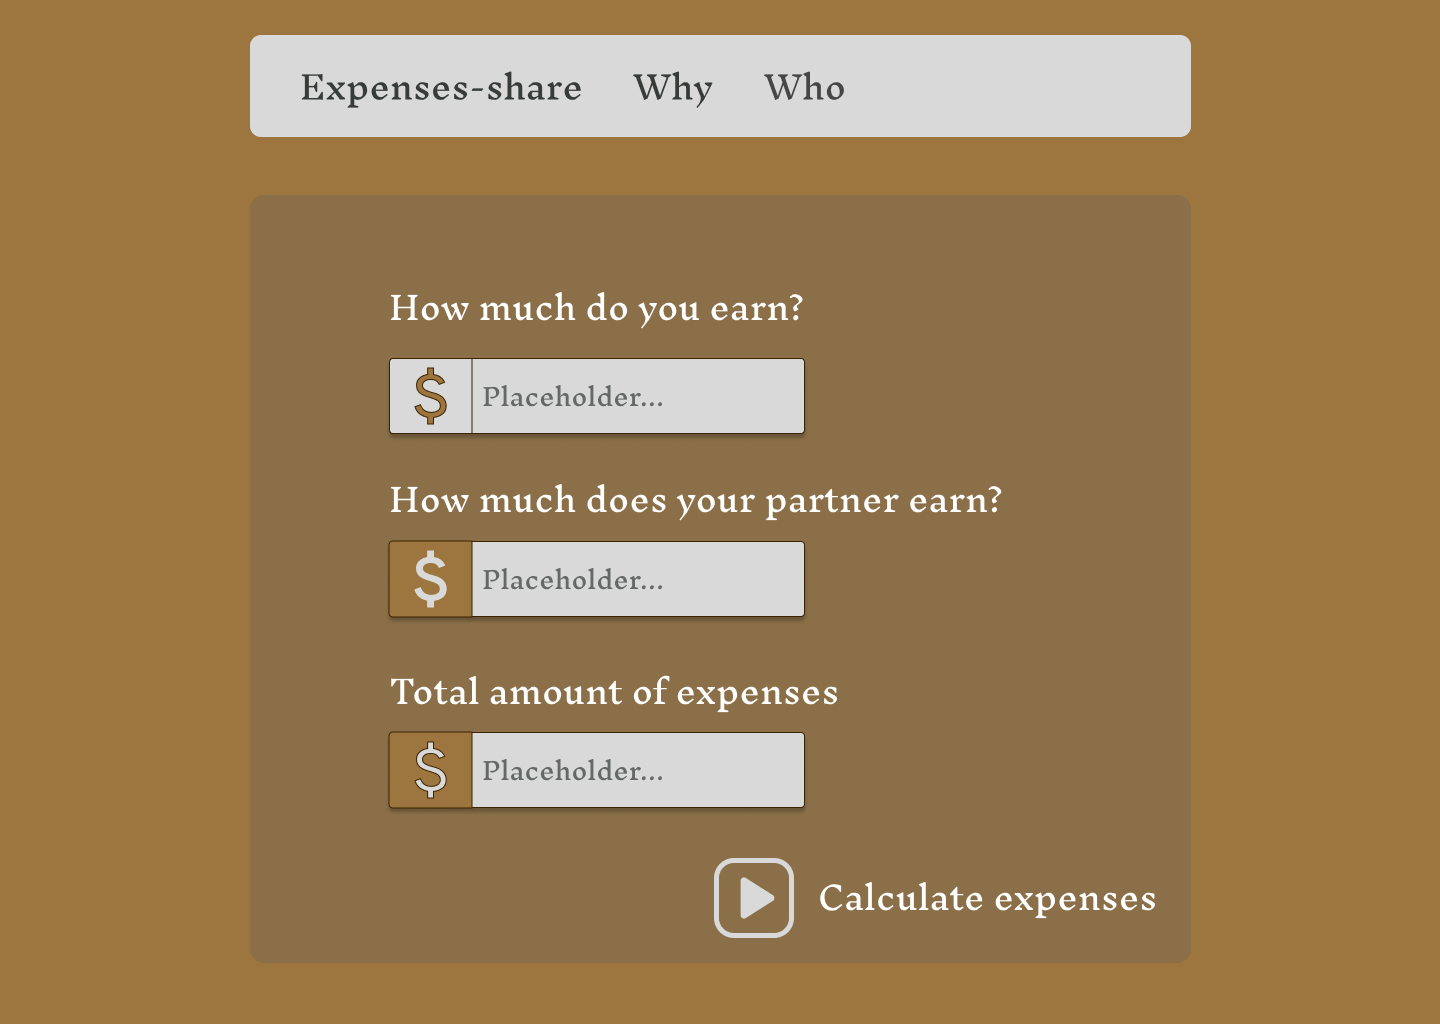 Expenses-share Why Who
How much do you earn?
$ Placeholder...
How much does your partner earn?
$ Placeholder...
Total amount of expenses
$ Placeholder...
Calculate expenses